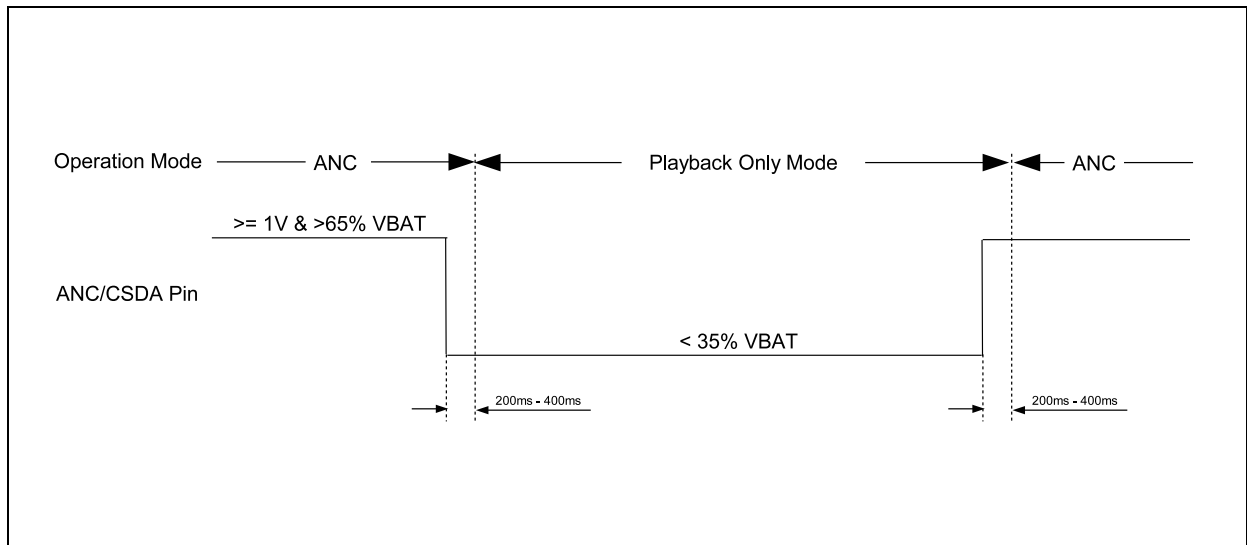 Operation Mode
ANC
Playback Only Mode
ANC
>= 1V & >65% VBAT
ANC/CSDA Pin
< 35% VBAT
200ms - 400ms
200ms - 400ms